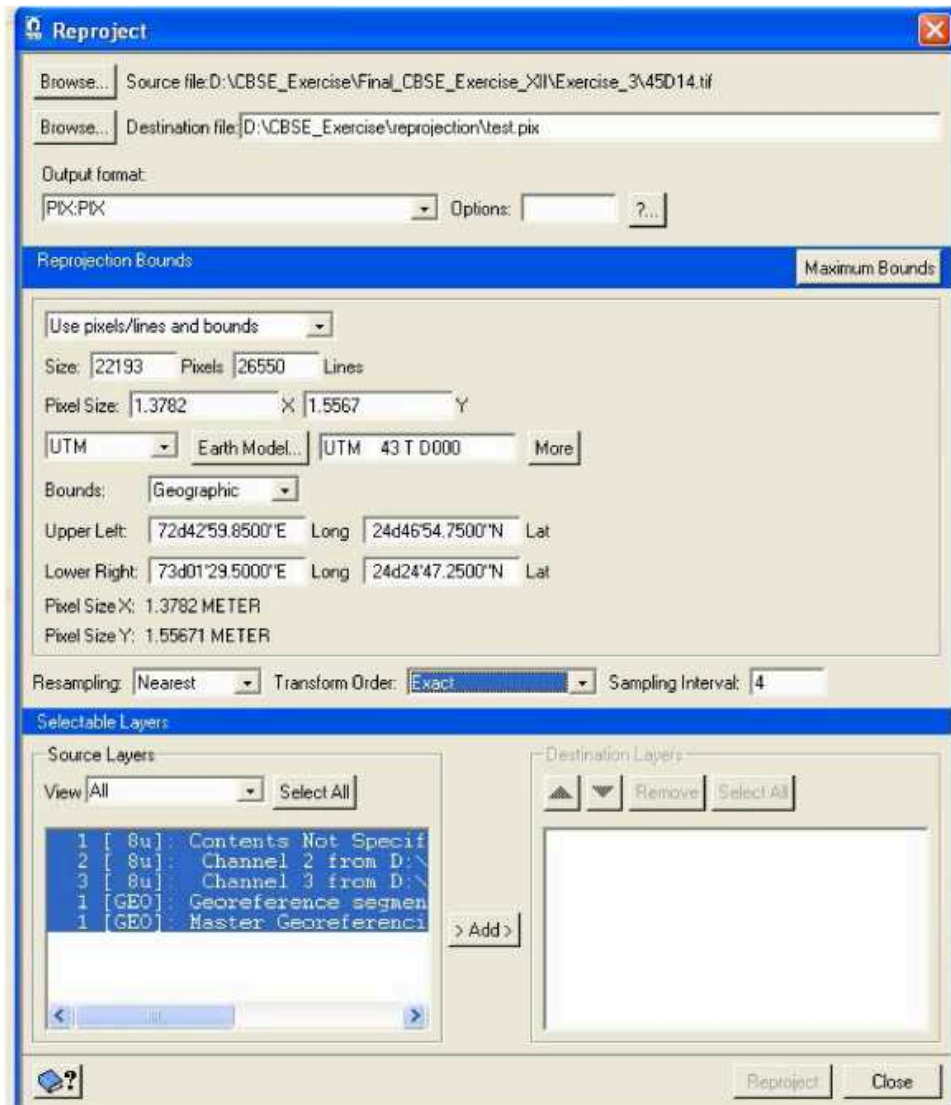 Reproject
Browse... Source file:D:\CBSE_Exercise\Final_CBSE_Exercise_XII\Exercise_3\45D14.tif
Browse... Destination file: D:\CBSE_Exercise\reprojection\test.pix
Output format:
PIX:PIX Options: ?...
Reprojection Bounds Maximum Bounds
Use pixels/lines and bounds
Size: 22193 Pixels 26550 Lines
Pixel Size: 1.3782 X 1.5567 Y
UTM Earth Model... UTM 43 T D000 More
Bounds: Geographic
Upper Left: 72d42'59.8500"E Long 24d46'54.7500"N Lat
Lower Right: 73d01'29.5000"E Long 24d24'47.2500"N Lat
Pixel Size X: 1.3782 METER
Pixel Size Y: 1.55671 METER
Resampling: Nearest Transform Order: Exact Sampling Interval: 4
Selectable Layers
Source Layers Destination Layers
View All Select All Remove Select All
1 [ 8u]: Contents Not Specif
2 [ 8u]: Channel 2 from D:\
3 [ 8u]: Channel 3 from D:\
1 [GEO]: Georeference segmen
1 [GEO]: Master Georeferenci
> Add >
? Reproject Close